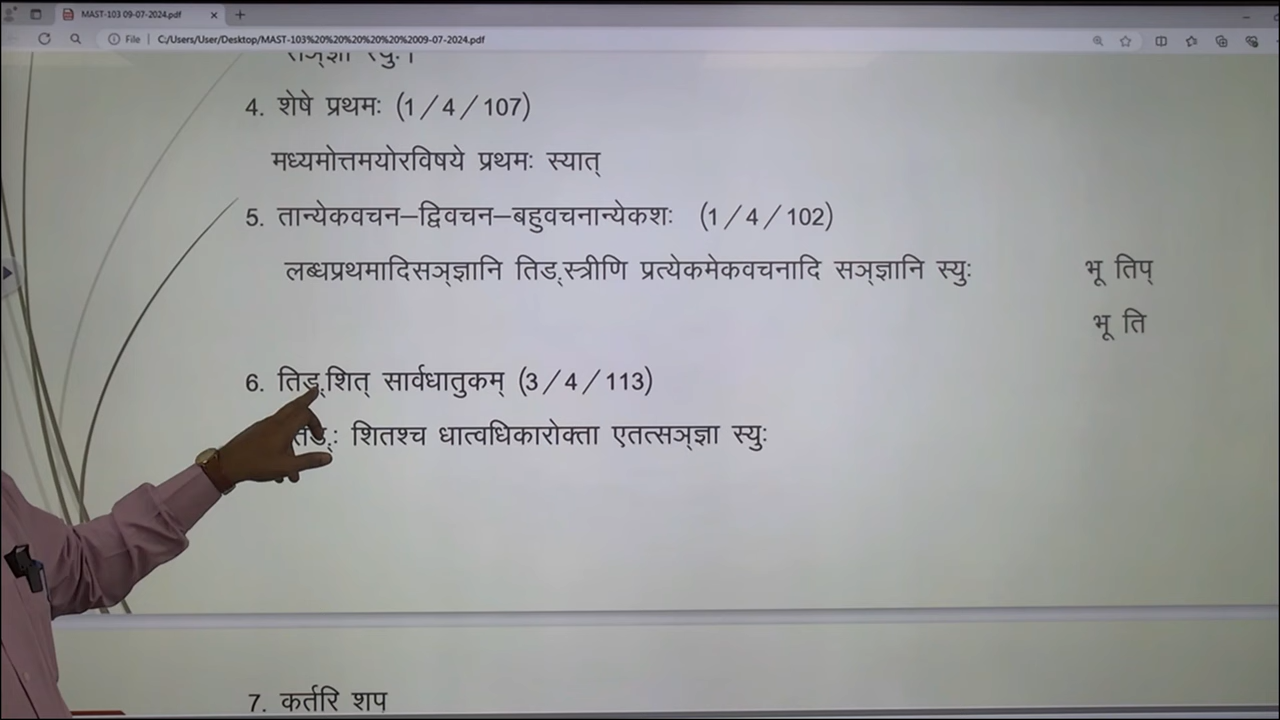 MAST-103 09-07-2024.pdf
File | C:/Users/User/Desktop/MAST-103%20%20%20%20%20%2009-07-2024.pdf
4. शेषे प्रथमः (1/4/107)
मध्यमोत्तमयोरविषये प्रथमः स्यात्
5. तान्येकवचन–द्विवचन–बहुवचनान्येकशः (1/4/102)
लब्धप्रथमादिसञ्ज्ञानि तिङ्स्त्रीणि प्रत्येकमेकवचनादि सञ्ज्ञानि स्युः भू तिप्
भू ति
6. तिङ्शित् सार्वधातुकम् (3/4/113)
शितश्च धात्वधिकारोक्ता एतत्सञ्ज्ञा स्युः
7. कर्तरि शप